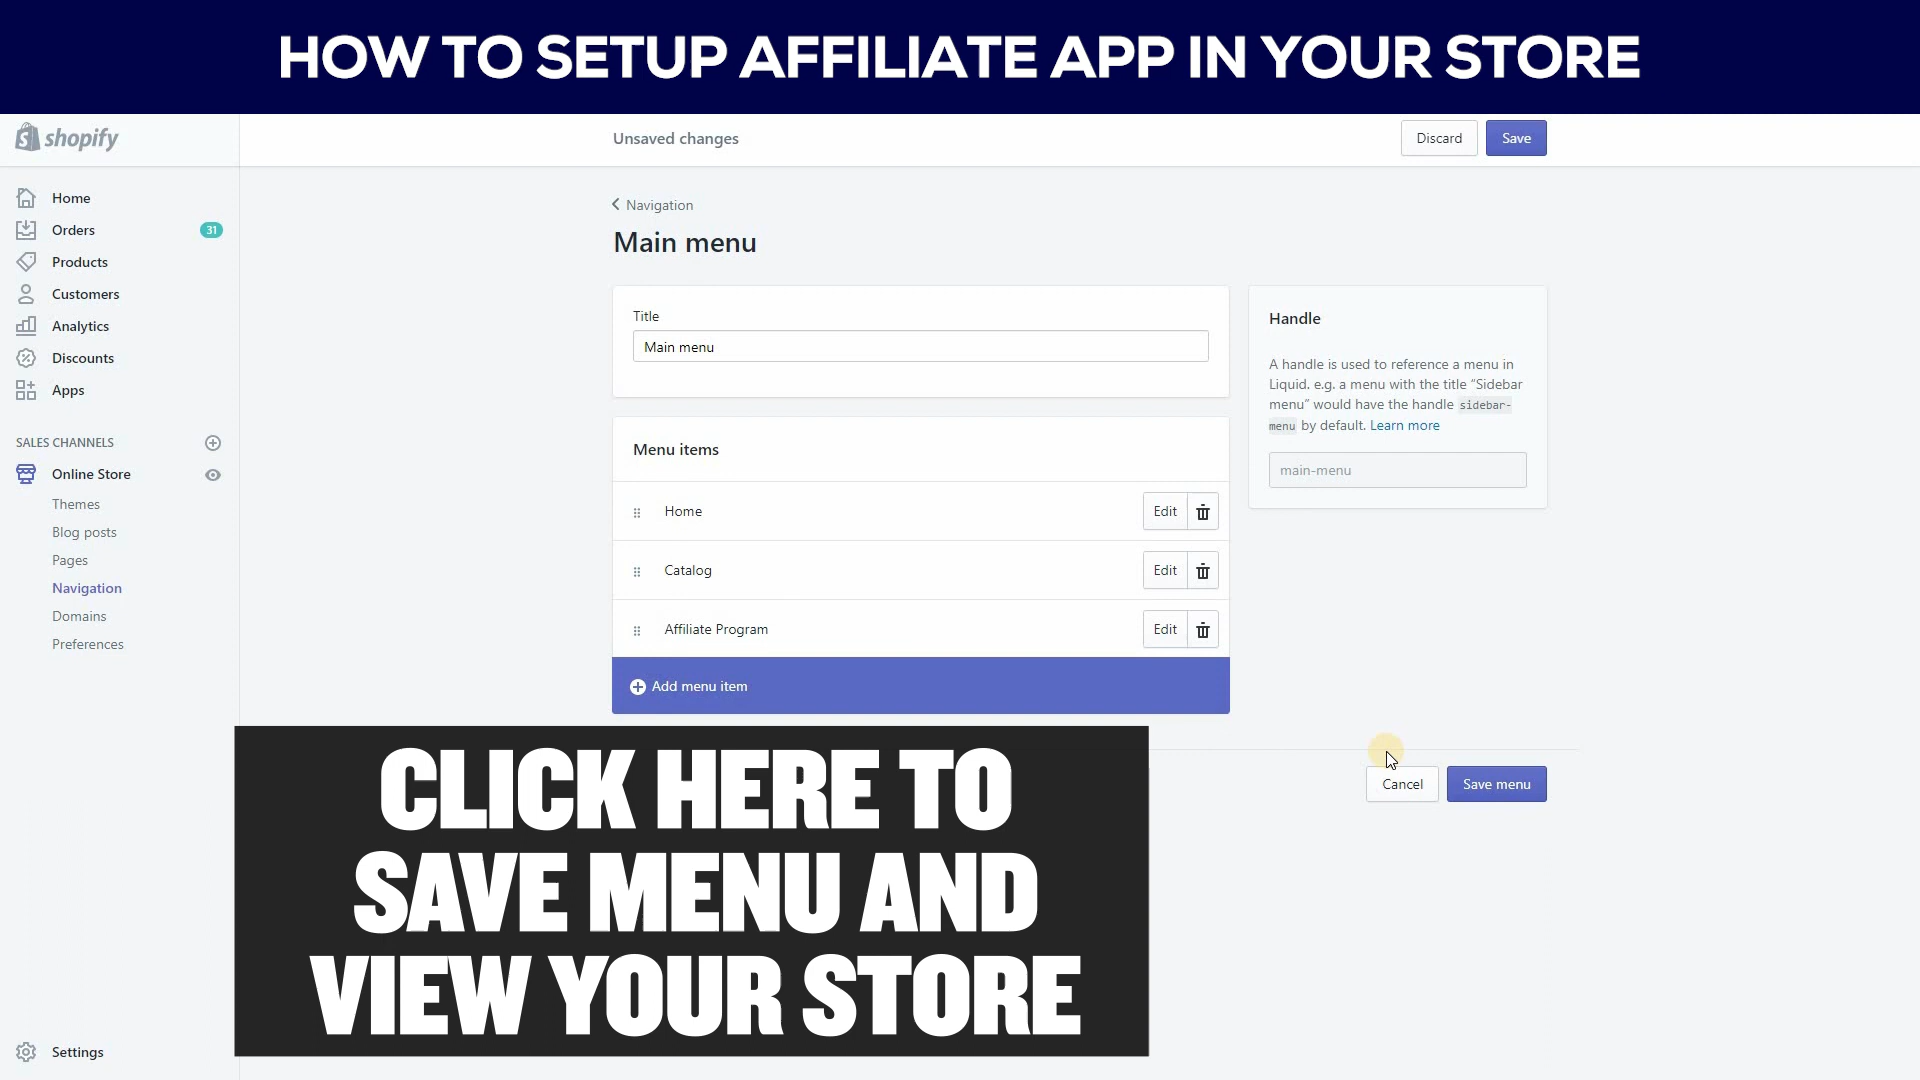 HOW TO SETUP AFFILIATE APP IN YOUR STORE
shopify
Unsaved changes
Discard
Save
Home
Orders
31
Products
Customers
Analytics
Discounts
Apps
SALES CHANNELS
Online Store
Themes
Blog posts
Pages
Navigation
Domains
Preferences
Settings
Navigation
Main menu
Title
Main menu
Menu items
Home
Edit
Catalog
Edit
Affiliate Program
Edit
Add menu item
Handle
A handle is used to reference a menu in
Liquid. e.g. a menu with the title “Sidebar
menu” would have the handle sidebar-
menu by default. Learn more
main-menu
Cancel
Save menu
CLICK HERE TO
SAVE MENU AND
VIEW YOUR STORE